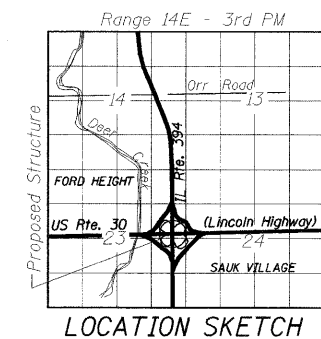 Range 14E - 3rd PM
Orr Road
14
13
Deer Creek
IL Rte. 394
Proposed Structure
FORD HEIGHT
US Rte. 30
(Lincoln Highway)
23
24
SAUK VILLAGE
LOCATION SKETCH